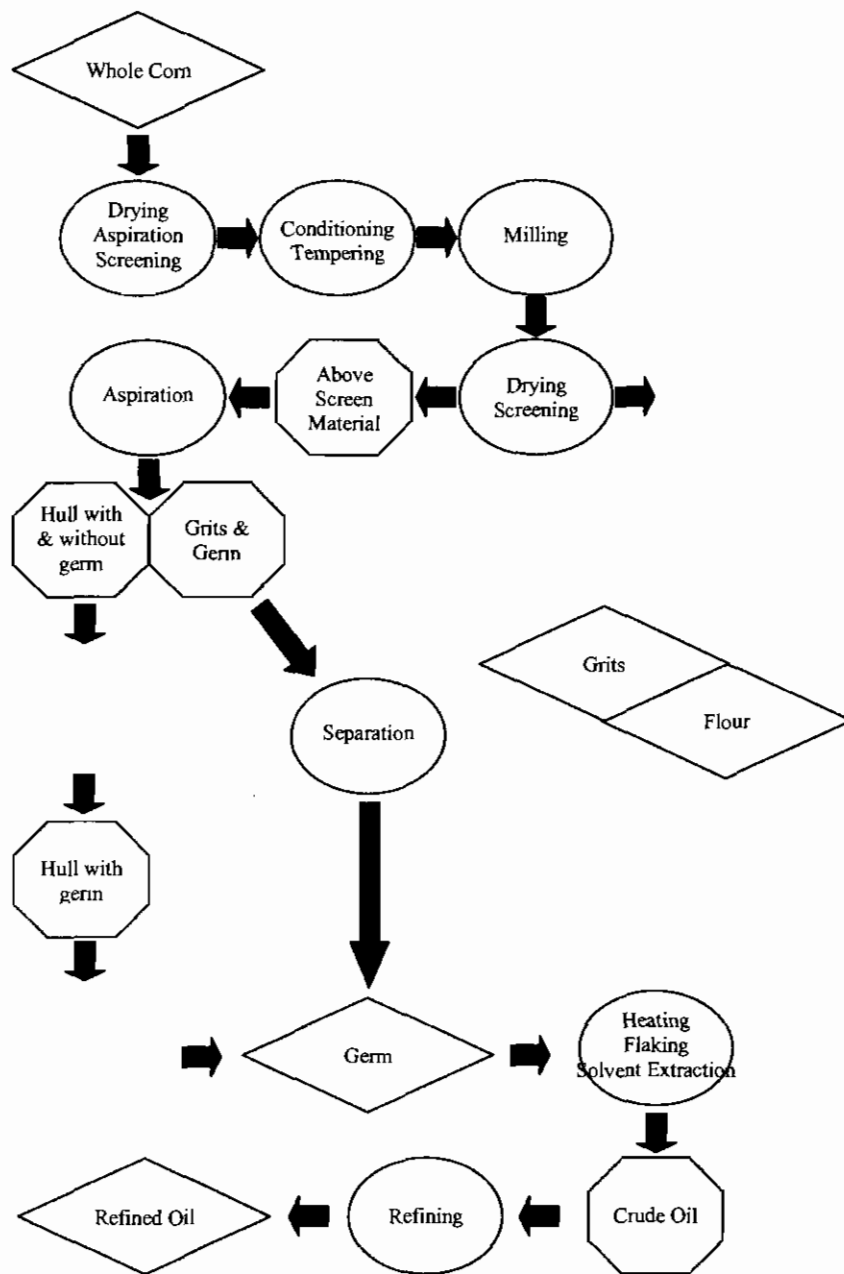 Whole Corn
Drying
Aspiration
Screening
Conditioning
Tempering
Milling
Aspiration
Above
Screen
Material
Drying
Screening
Hull with
& without
germ
Grits &
Germ
Grits
Flour
Separation
Hull with
germ
Germ
Heating
Flaking
Solvent Extraction
Refined Oil
Refining
Crude Oil